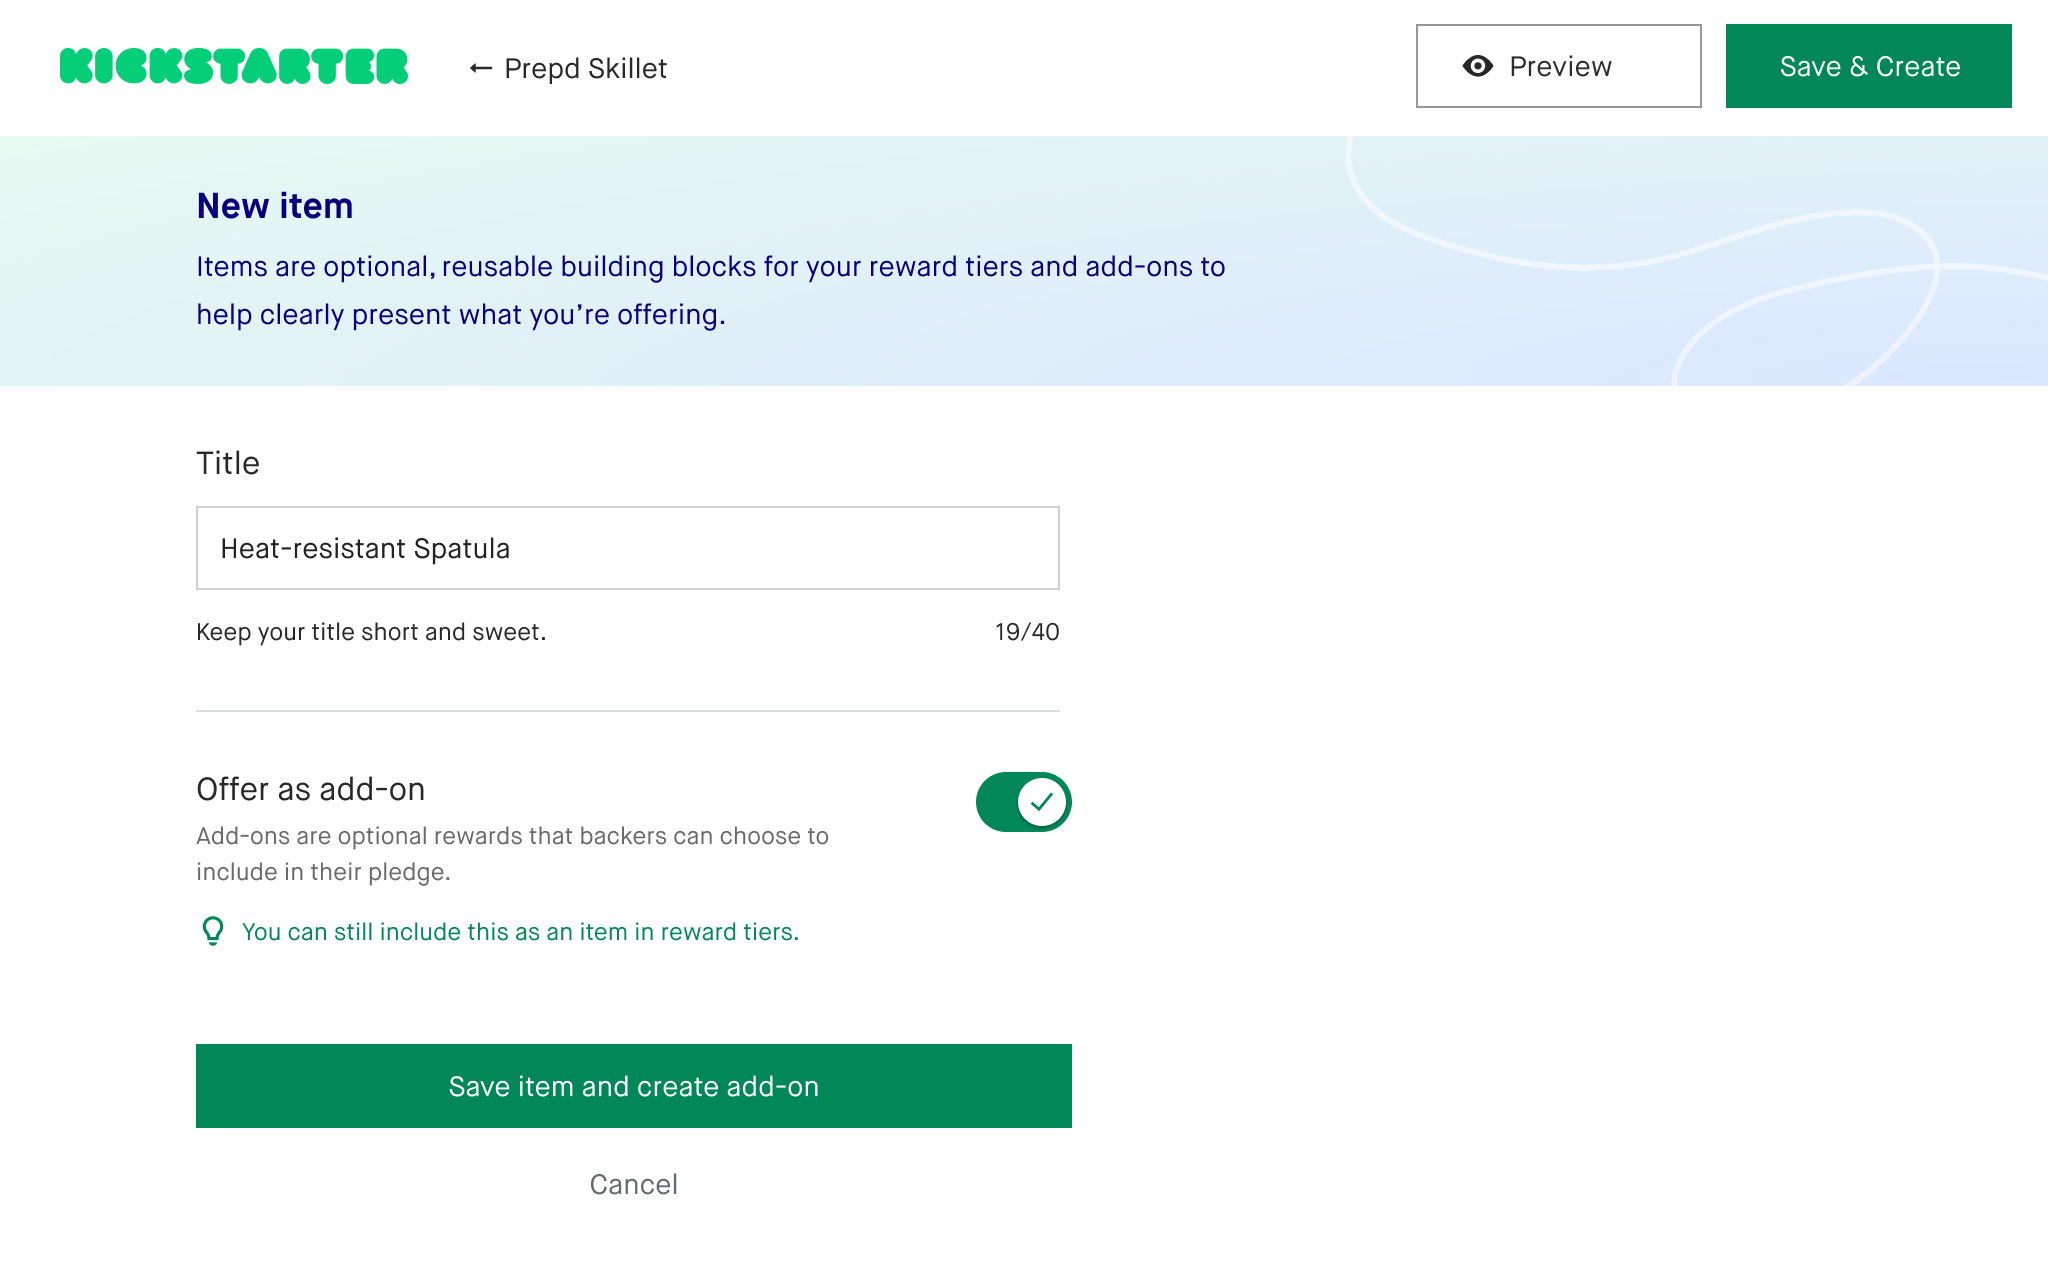 KICKSTARTER
← Prepd Skillet
Preview
Save & Create
New item
Items are optional, reusable building blocks for your reward tiers and add-ons to
help clearly present what you’re offering.
Title
Heat-resistant Spatula
Keep your title short and sweet.
19/40
Offer as add-on
Add-ons are optional rewards that backers can choose to
include in their pledge.
You can still include this as an item in reward tiers.
Save item and create add-on
Cancel